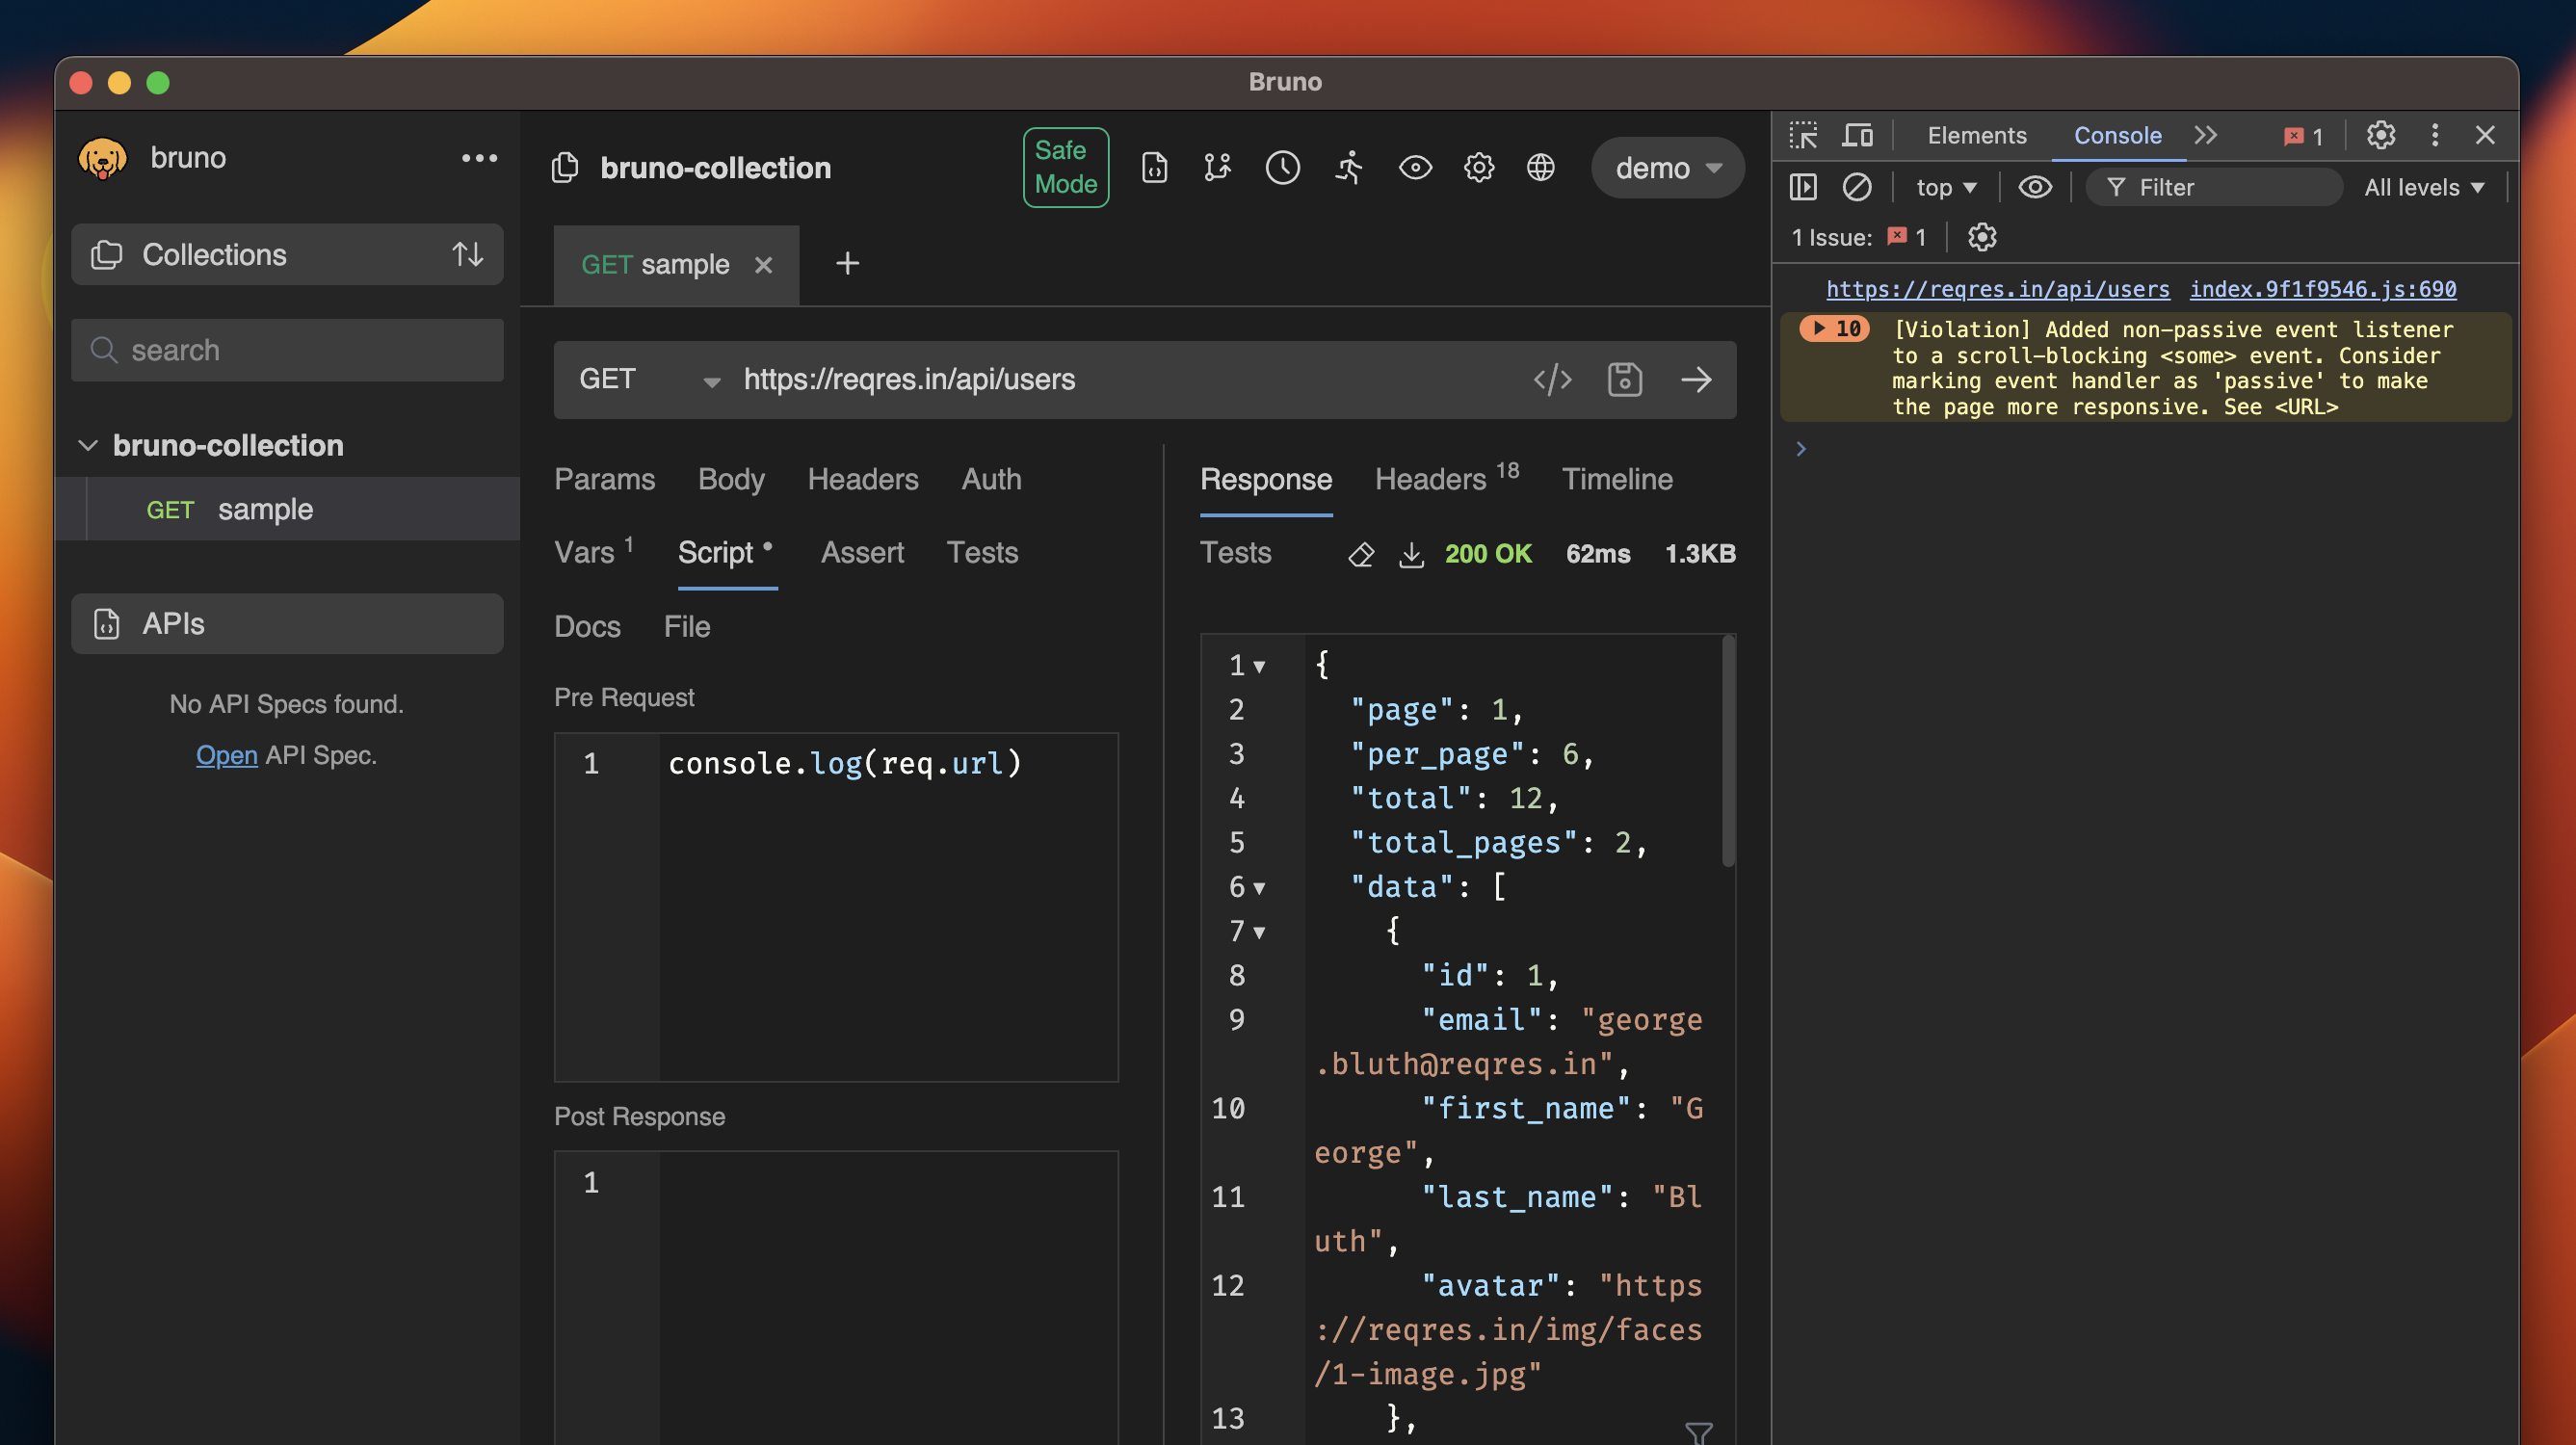 Bruno
bruno
Collections
search
bruno-collection
GET sample
APIs
No API Specs found.
Open API Spec.
bruno-collection
Safe
Mode
demo
GET sample
GET https://reqres.in/api/users
Params Body Headers Auth
Vars 1 Script Assert Tests
Docs File
Pre Request
1 console.log(req.url)
Post Response
1
Response Headers 18 Timeline
Tests 200 OK 62ms 1.3KB
1 {
2 "page": 1,
3 "per_page": 6,
4 "total": 12,
5 "total_pages": 2,
6 "data": [
7 {
8 "id": 1,
9 "email": "george
.bluth@reqres.in",
10 "first_name": "G
eorge",
11 "last_name": "Bl
uth",
12 "avatar": "https
://reqres.in/img/faces
/1-image.jpg"
13 },
Elements Console 1
top Filter All levels
1 Issue: 1
https://reqres.in/api/users index.9f1f9546.js:690
10 [Violation] Added non-passive event listener
to a scroll-blocking <some> event. Consider
marking event handler as 'passive' to make
the page more responsive. See <URL>